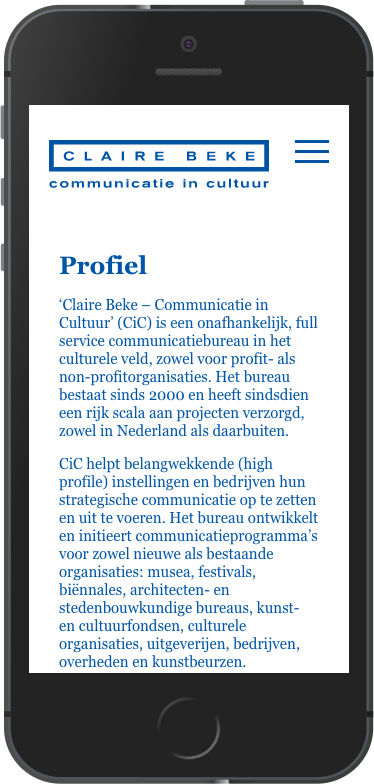 CLAIRE BEKE
communicatie in cultuur
Profiel
‘Claire Beke – Communicatie in
Cultuur’ (CiC) is een onafhankelijk, full
service communicatiebureau in het
culturele veld, zowel voor profit- als
non-profitorganisaties. Het bureau
bestaat sinds 2000 en heeft sindsdien
een rijk scala aan projecten verzorgd,
zowel in Nederland als daarbuiten.
CiC helpt belangwekkende (high
profile) instellingen en bedrijven hun
strategische communicatie op te zetten
en uit te voeren. Het bureau ontwikkelt
en initieert communicatieprogramma’s
voor zowel nieuwe als bestaande
organisaties: musea, festivals,
biënnales, architecten- en
stedenbouwkundige bureaus, kunst-
en cultuurfondsen, culturele
organisaties, uitgeverijen, bedrijven,
overheden en kunstbeurzen.